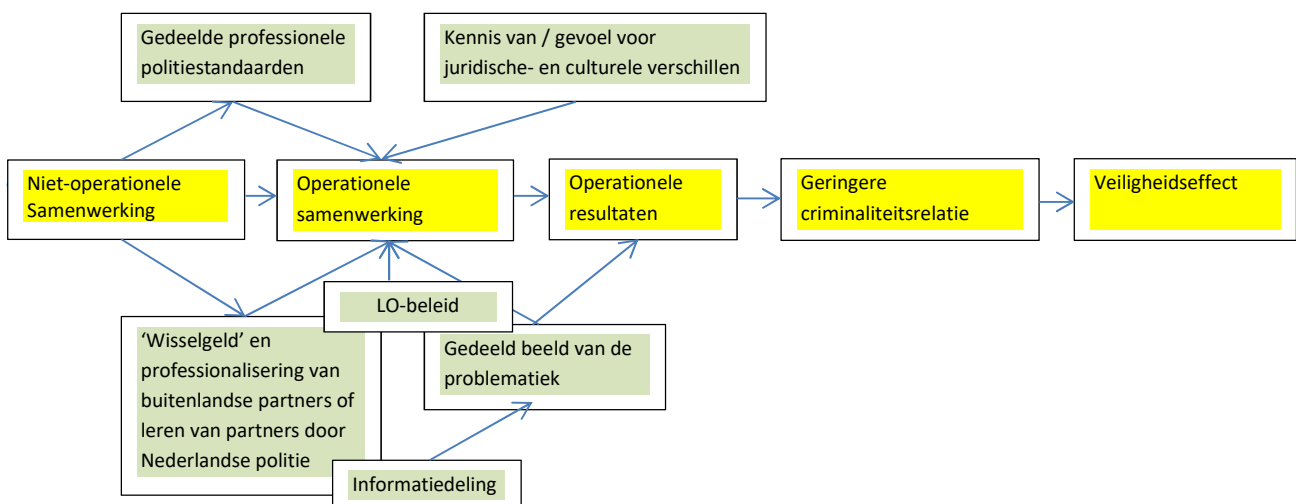 Gedeelde professionele
politiestandaarden
Kennis van / gevoel voor
juridische- en culturele verschillen
Niet-operationele
Samenwerking
Operationele
samenwerking
Operationele
resultaten
Geringere
criminaliteitsrelatie
Veiligheidseffect
LO-beleid
‘Wisselgeld’ en
professionalisering van
buitenlandse partners of
leren van partners door
Nederlandse politie
Gedeeld beeld van de
problematiek
Informatiedeling